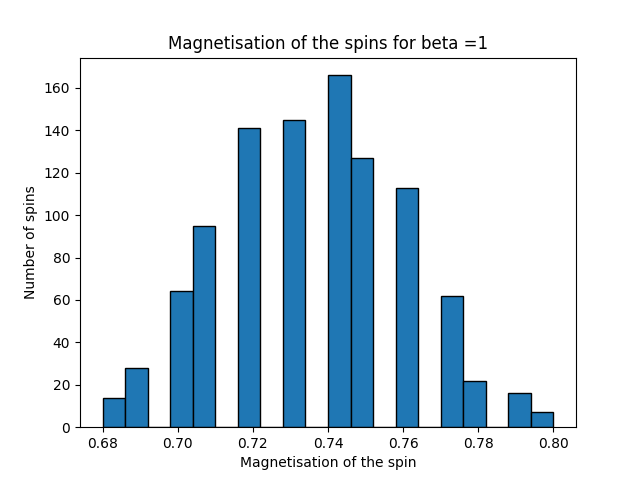 Magnetisation of the spins for beta =1
160
140
120
100
80
60
40
20
0
Number of spins
0.68 0.70 0.72 0.74 0.76 0.78 0.80
Magnetisation of the spin